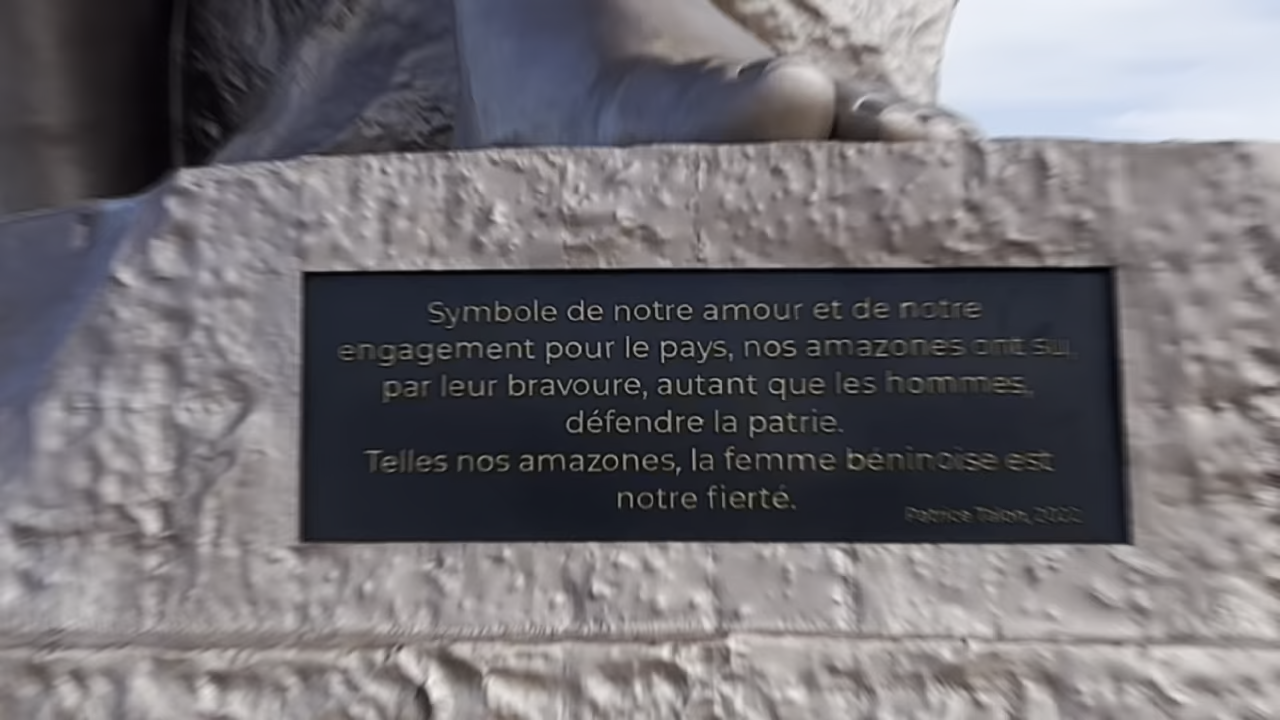 Symbole de notre amour et de notre
engagement pour le pays, nos amazones ont su,
par leur bravoure, autant que les hommes,
défendre la patrie.
Telles nos amazones, la femme béninoise est
notre fierté.
Patrice Talon, 2022